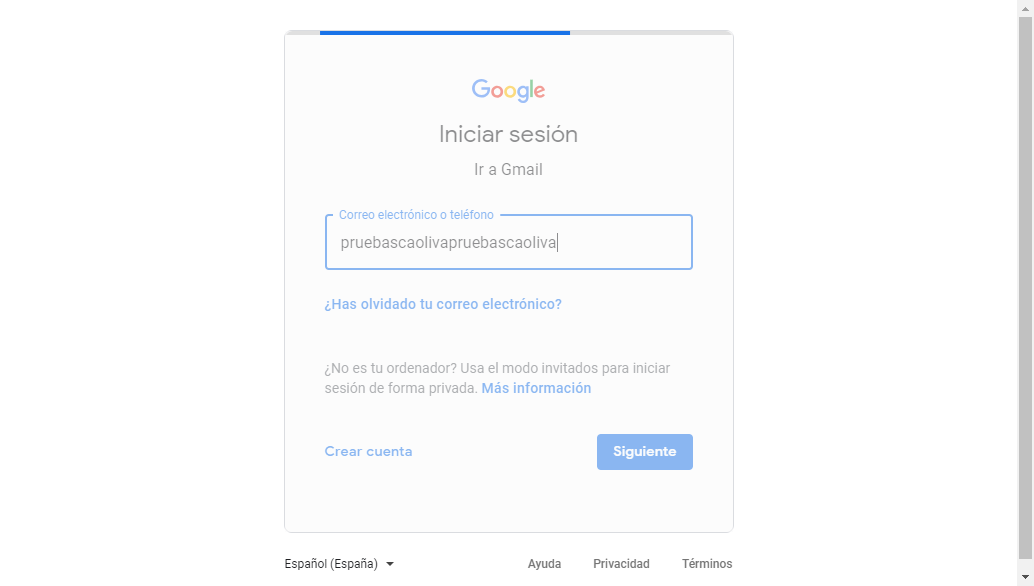 Google
Iniciar sesión
Ir a Gmail
Correo electrónico o teléfono
pruebascaolivapruebascaoliva
¿Has olvidado tu correo electrónico?
¿No es tu ordenador? Usa el modo invitados para iniciar
sesión de forma privada. Más información
Crear cuenta
Siguiente
Español (España)
Ayuda
Privacidad
Términos